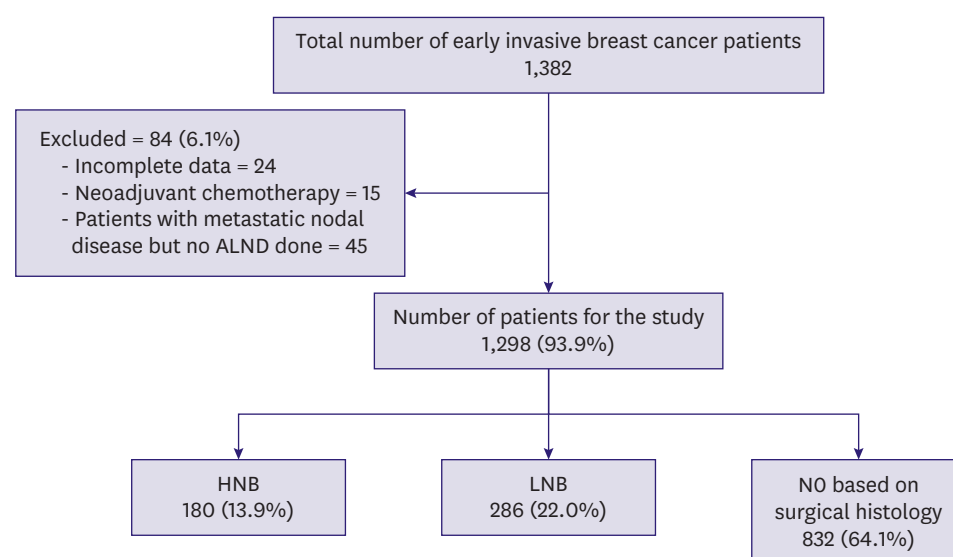 Total number of early invasive breast cancer patients
1,382
Excluded = 84 (6.1%)
- Incomplete data = 24
- Neoadjuvant chemotherapy = 15
- Patients with metastatic nodal
disease but no ALND done = 45
Number of patients for the study
1,298 (93.9%)
HNB
180 (13.9%)
LNB
286 (22.0%)
N0 based on
surgical histology
832 (64.1%)